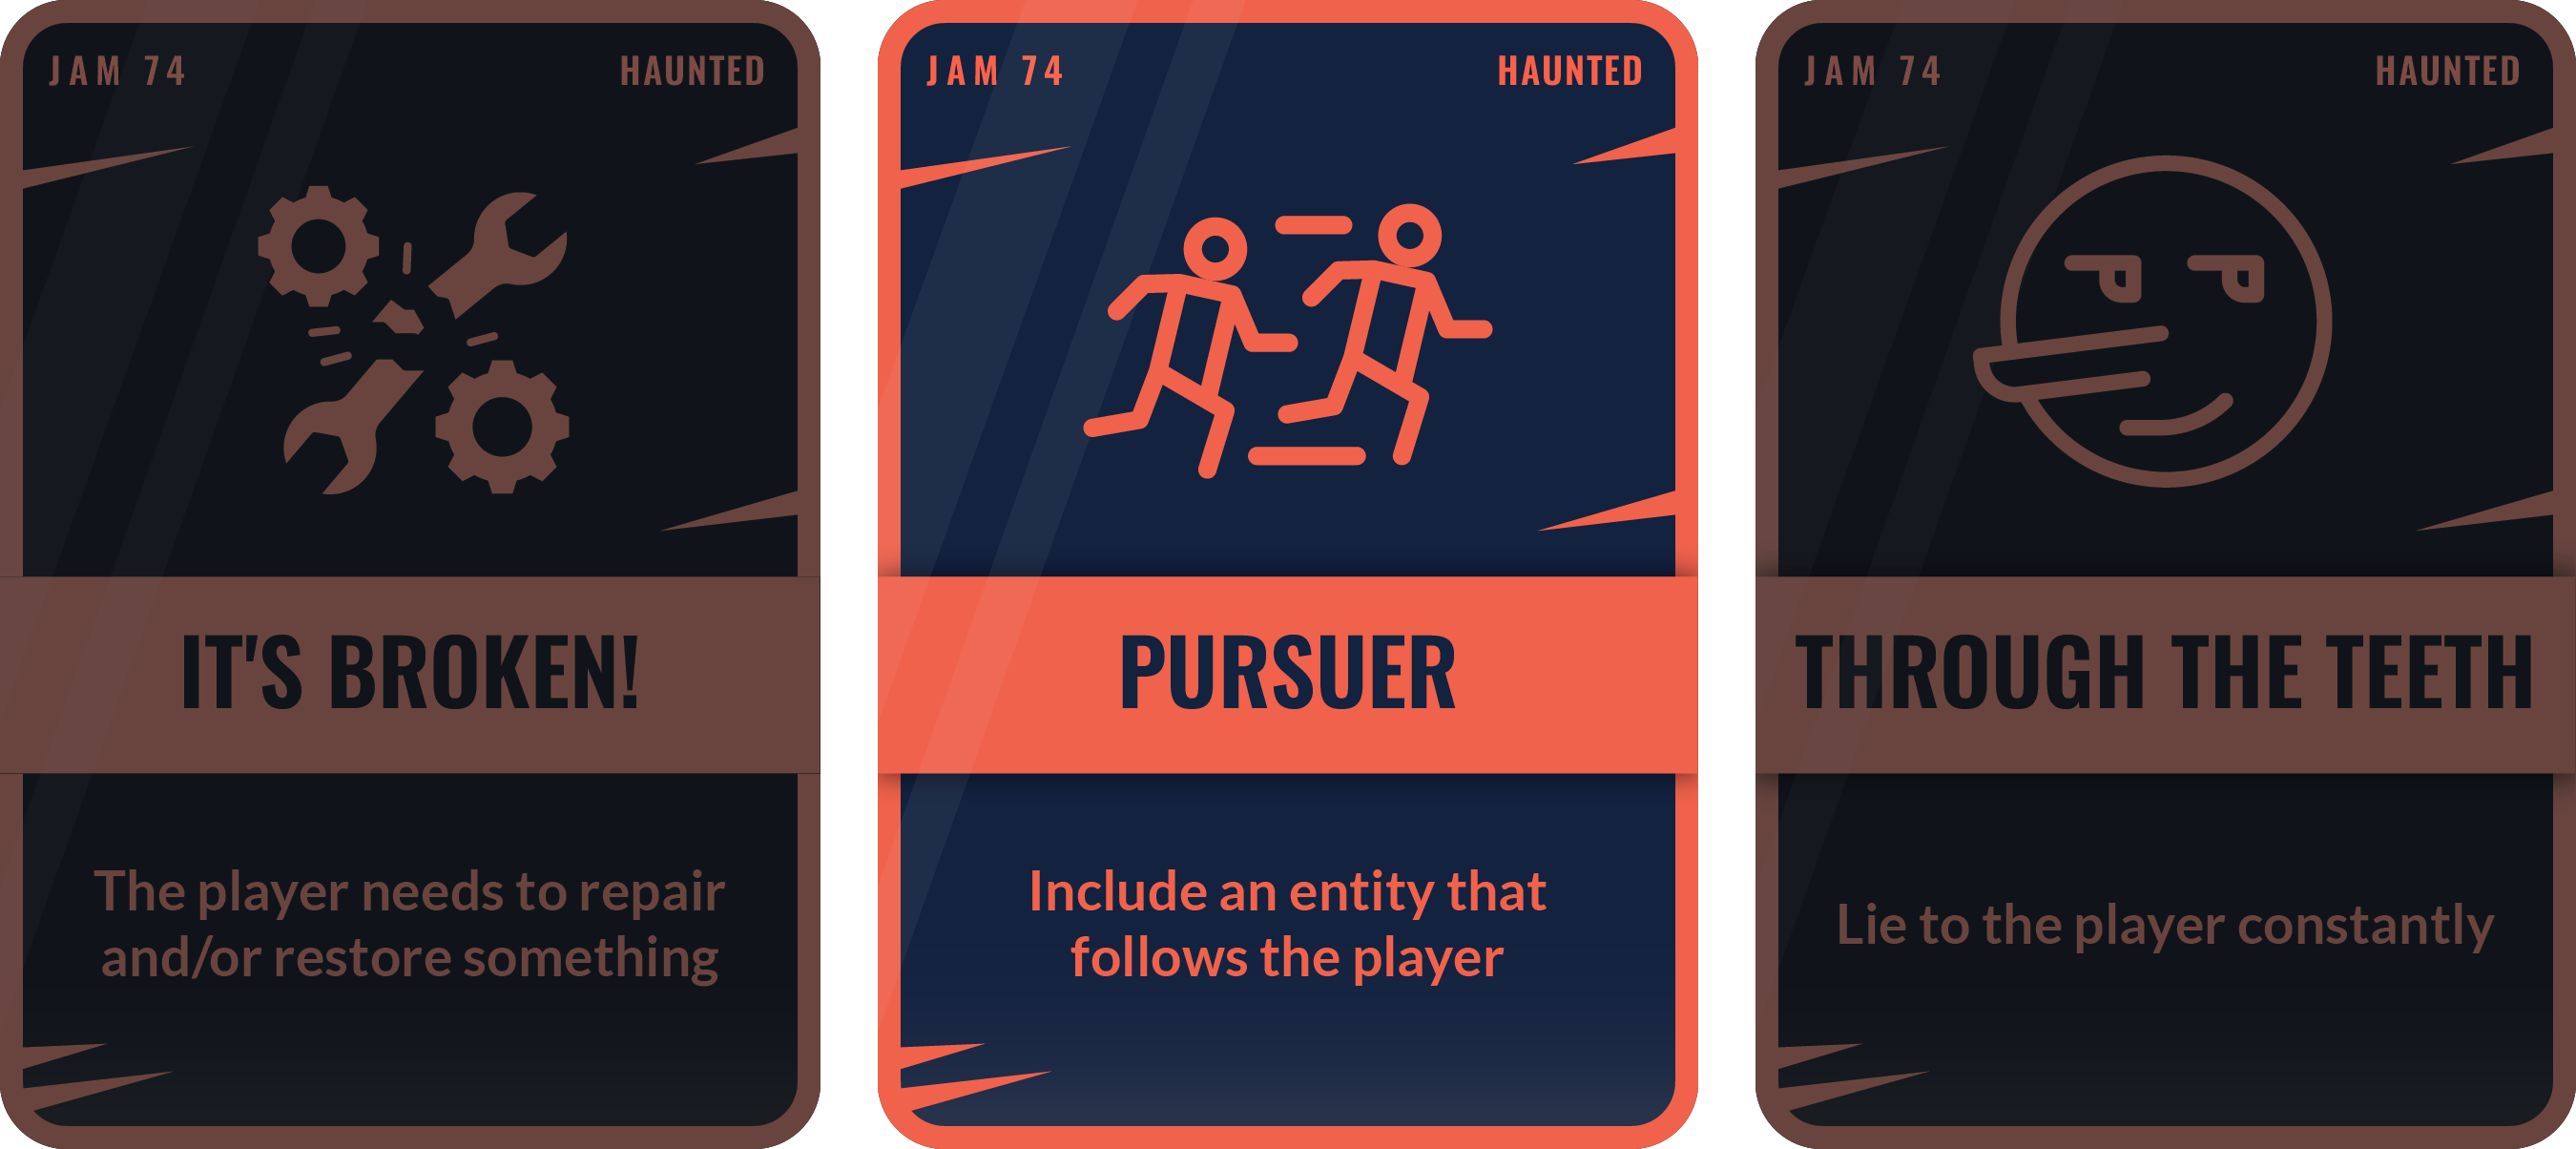 JAM 74 HAUNTED
IT'S BROKEN!
The player needs to repair
and/or restore something
JAM 74 HAUNTED
PURSUER
Include an entity that
follows the player
JAM 74 HAUNTED
THROUGH THE TEETH
Lie to the player constantly